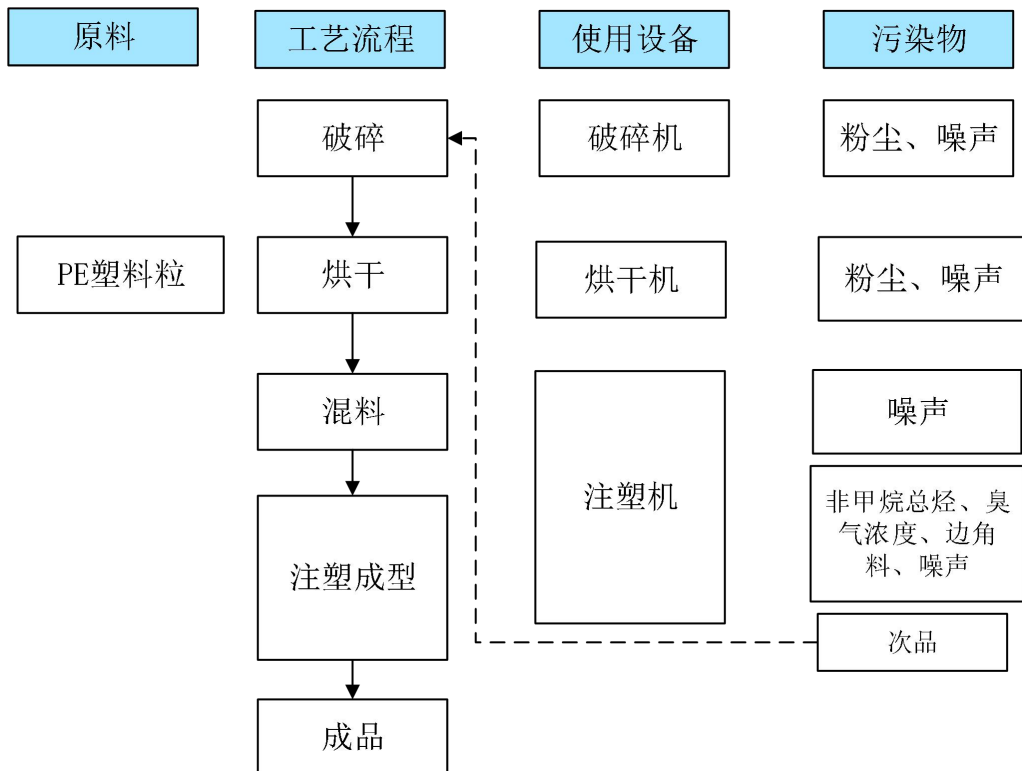 原料
工艺流程
使用设备
污染物
破碎
破碎机
粉尘、噪声
PE塑料粒
烘干
烘干机
粉尘、噪声
混料
注塑机
噪声
注塑成型
非甲烷总烃、臭
气浓度、边角
料、噪声
次品
成品